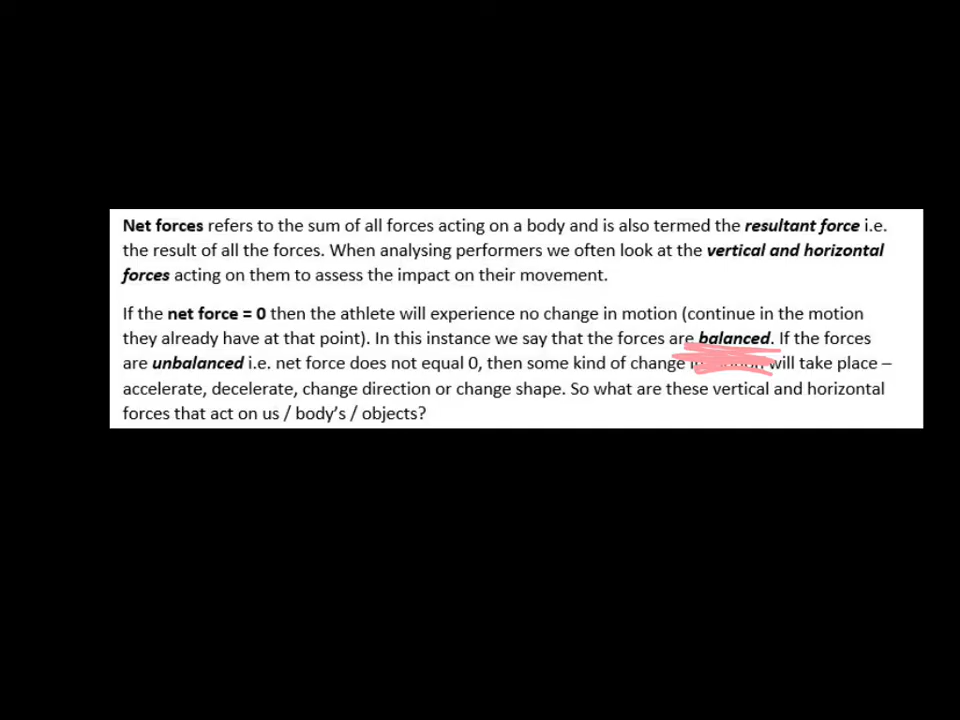 Net forces refers to the sum of all forces acting on a body and is also termed the resultant force i.e.
the result of all the forces. When analysing performers we often look at the vertical and horizontal
forces acting on them to assess the impact on their movement.
If the net force = 0 then the athlete will experience no change in motion (continue in the motion
they already have at that point). In this instance we say that the forces are balanced. If the forces
are unbalanced i.e. net force does not equal 0, then some kind of change will take place –
accelerate, decelerate, change direction or change shape. So what are these vertical and horizontal
forces that act on us / body's / objects?